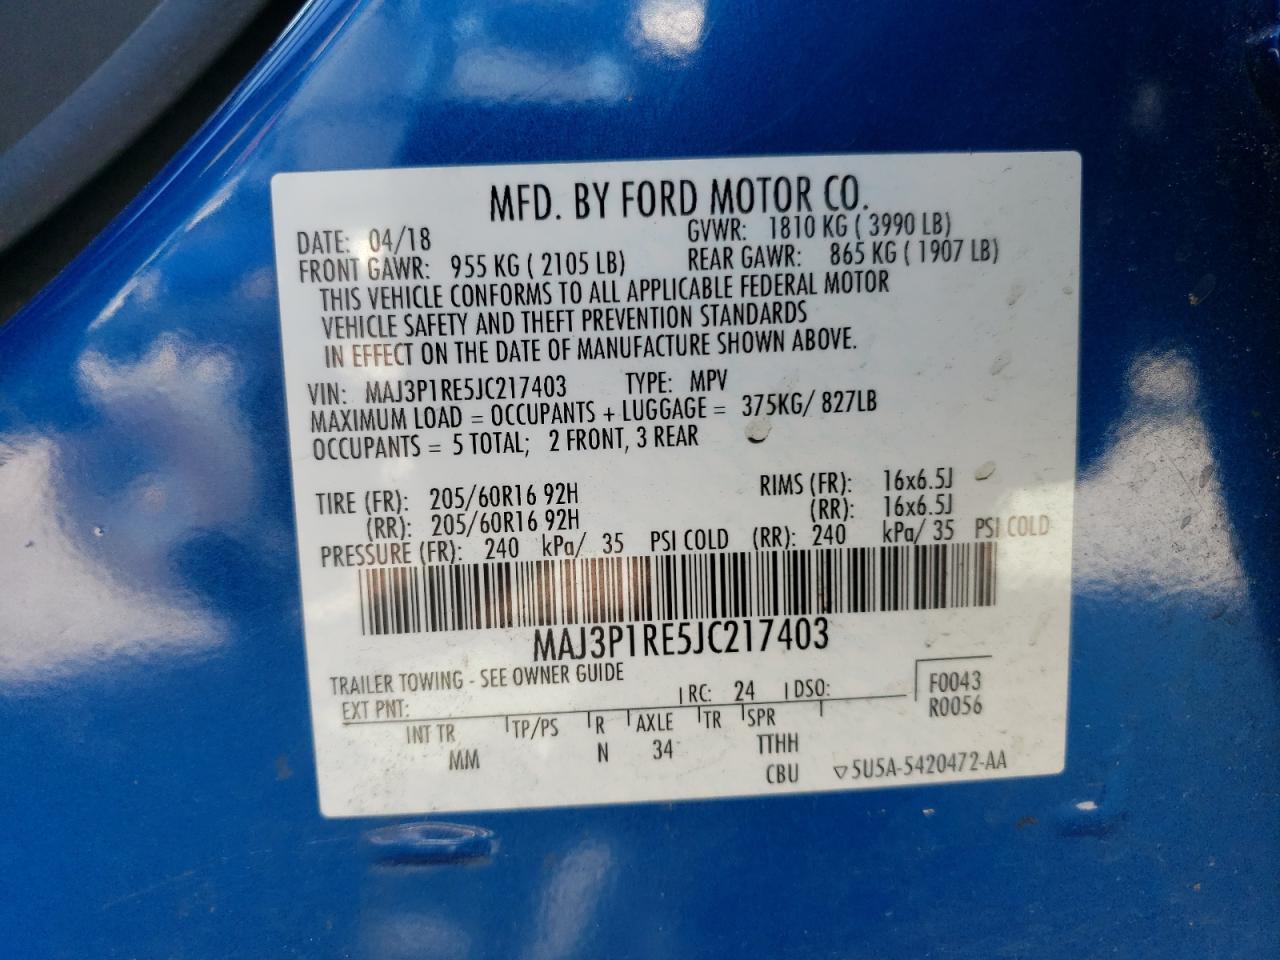 MFD. BY FORD MOTOR CO.
DATE: 04/18 GVWR: 1810 KG ( 3990 LB)
FRONT GAWR: 955 KG ( 2105 LB) REAR GAWR: 865 KG ( 1907 LB)
THIS VEHICLE CONFORMS TO ALL APPLICABLE FEDERAL MOTOR
VEHICLE SAFETY AND THEFT PREVENTION STANDARDS
IN EFFECT ON THE DATE OF MANUFACTURE SHOWN ABOVE.
VIN: MAJ3P1RE5JC217403 TYPE: MPV
MAXIMUM LOAD = OCCUPANTS + LUGGAGE = 375KG/ 827LB
OCCUPANTS = 5 TOTAL; 2 FRONT, 3 REAR
TIRE (FR): 205/60R16 92H RIMS (FR): 16x6.5J
(RR): 205/60R16 92H (RR): 16x6.5J
PRESSURE (FR): 240 kPa/ 35 PSI COLD (RR): 240 kPa/ 35 PSI COLD
MAJ3P1RE5JC217403
TRAILER TOWING - SEE OWNER GUIDE
EXT PNT: RC: 24 DSO: F0043
R0056
INT TR TP/PS R AXLE TR SPR
MM N 34 TTHH
CBU ▽5U5A-5420472-AA